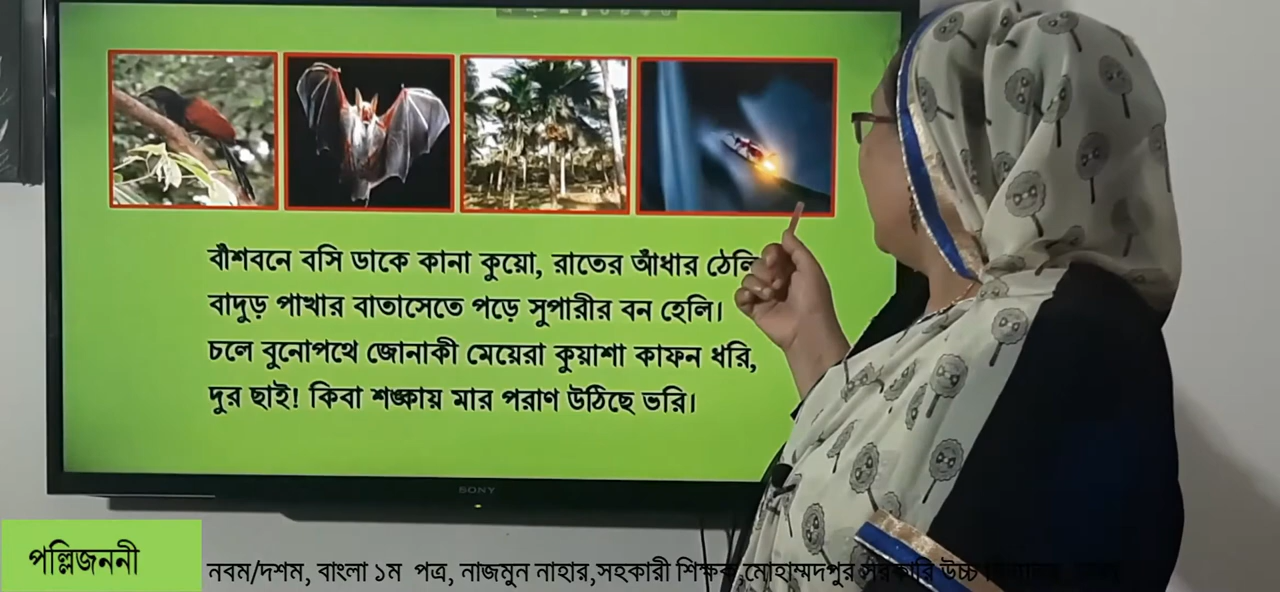 বাঁশবনে বসি ডাকে কানা কুয়ো, রাতের আঁধার ঠেলি
বাদুড় পাখার বাতাসেতে পড়ে সুপারীর বন হেলি।
চলে বুনোপথে জোনাকী মেয়েরা কুয়াশা কাফন ধরি,
দুর ছাই! কিবা শঙ্কায় মার পরাণ উঠিছে ভরি।
SONY
পল্লিজননী
নবম/দশম, বাংলা ১ম পত্র, নাজমুন নাহার,সহকারী শিক্ষক,মোহাম্মদপুর সরকারি উচ্চ